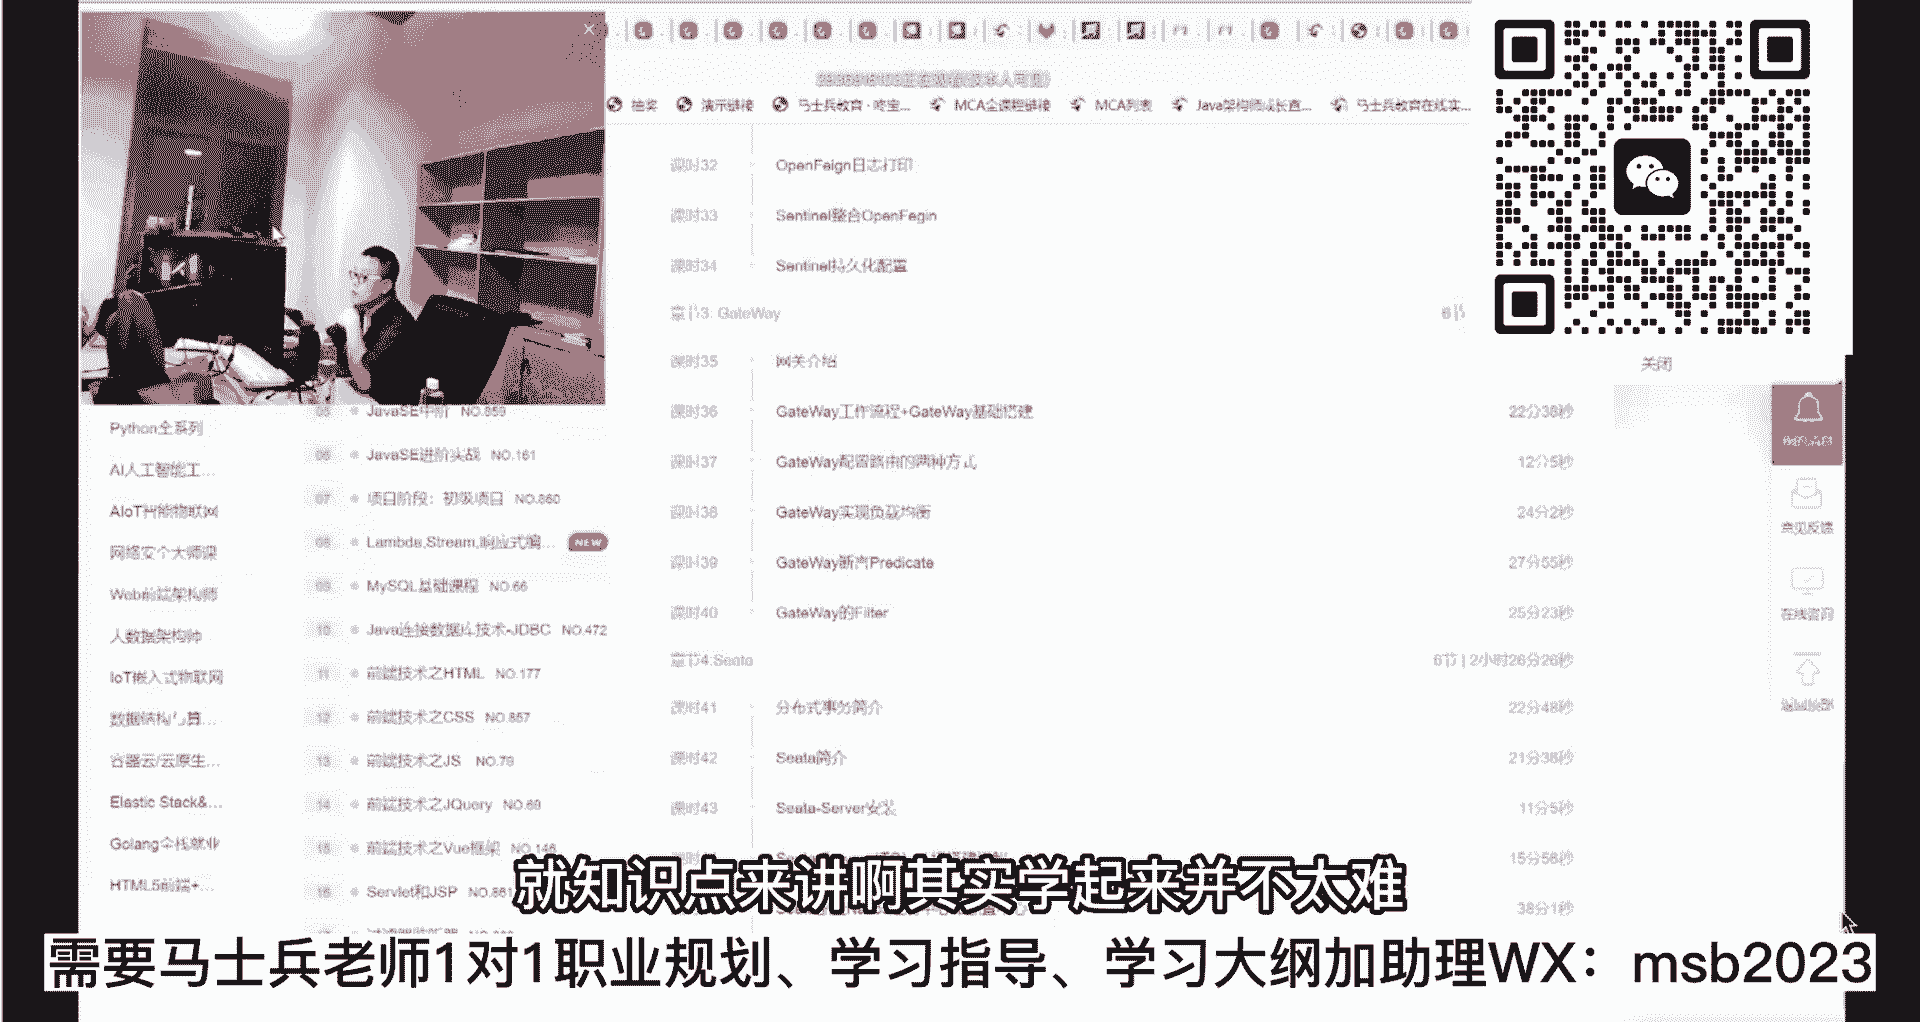 抽奖
演示链接
马士兵教育 · 咚宝...
MCA全课程链接
MCA列表
Java架构师成长直...
马士兵教育在线实...
课时32 OpenFeign日志打印
课时33 Sentinel整合OpenFegin
课时34 Sentinel持久化配置
章节3: GateWay 6节
课时35 网关介绍
关闭
课时36 GateWay工作流程+GateWay基础搭建 22分38秒
课时37 GateWay配置路由的两种方式 12分5秒
课时38 GateWay实现负载均衡 24分2秒
课时39 GateWay断言Predicate 27分55秒
课时40 GateWay的Filter 25分23秒
章节4:Seata 6节 | 2小时26分26秒
课时41 分布式事务简介 22分48秒
课时42 Seata简介 21分38秒
课时43 Seata-Server安装 11分5秒
15分58秒
38分1秒
Python全系列
AI人工智能工...
AIoT智能物联网
网络安全大师课
Web前端架构师
大数据架构师
IoT嵌入式物联网
数据结构与算...
容器云/云原生...
Elastic Stack&...
Golang全栈就业
HTML5前端+...
05 JavaSE中阶 NO.859
06 JavaSE进阶实战 NO.161
07 项目阶段：初级项目 NO.860
08 Lambda,Stream,响应式编... NEW
09 MySQL基础课程 NO.66
10 Java连接数据库技术-JDBC NO.472
11 前端技术之HTML NO.177
12 前端技术之CSS NO.857
13 前端技术之JS NO.79
14 前端技术之JQuery NO.69
15 前端技术之Vue框架 NO.146
16 Servlet和JSP NO.861
意见反馈
在线咨询
返回顶部
就知识点来讲啊其实学起来并不太难
需要马士兵老师1对1职业规划、学习指导、学习大纲加助理WX：msb2023